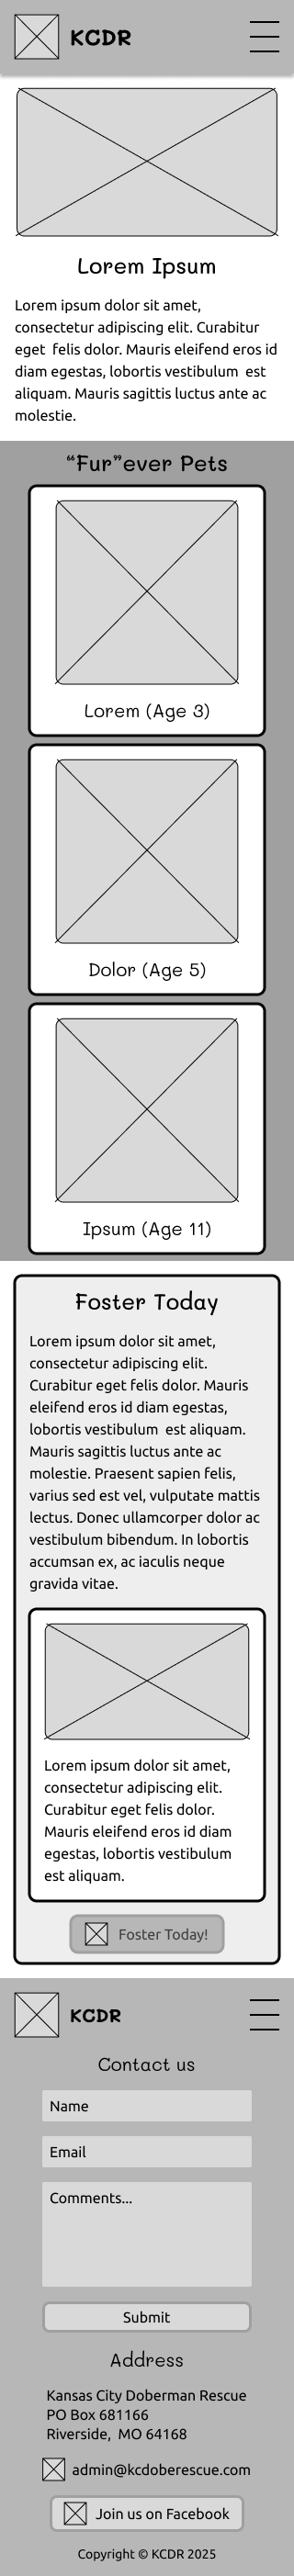 KCDR
Lorem Ipsum
Lorem ipsum dolor sit amet,
consectetur adipiscing elit. Curabitur
eget felis dolor. Mauris eleifend eros id
diam egestas, lobortis vestibulum est
aliquam. Mauris sagittis luctus ante ac
molestie.
“Fur”ever Pets
Lorem (Age 3)
Dolor (Age 5)
Ipsum (Age 11)
Foster Today
Lorem ipsum dolor sit amet,
consectetur adipiscing elit.
Curabitur eget felis dolor. Mauris
eleifend eros id diam egestas,
lobortis vestibulum est aliquam.
Mauris sagittis luctus ante ac
molestie. Praesent sapien felis,
varius sed est vel, vulputate mattis
lectus. Donec ullamcorper dolor ac
vestibulum bibendum. In lobortis
accumsan ex, ac iaculis neque
gravida vitae.
Lorem ipsum dolor sit amet,
consectetur adipiscing elit.
Curabitur eget felis dolor.
Mauris eleifend eros id diam
egestas, lobortis vestibulum
est aliquam.
Foster Today!
KCDR
Contact us
Name
Email
Comments...
Submit
Address
Kansas City Doberman Rescue
PO Box 681166
Riverside, MO 64168
admin@kcdoberescue.com
Join us on Facebook
Copyright © KCDR 2025